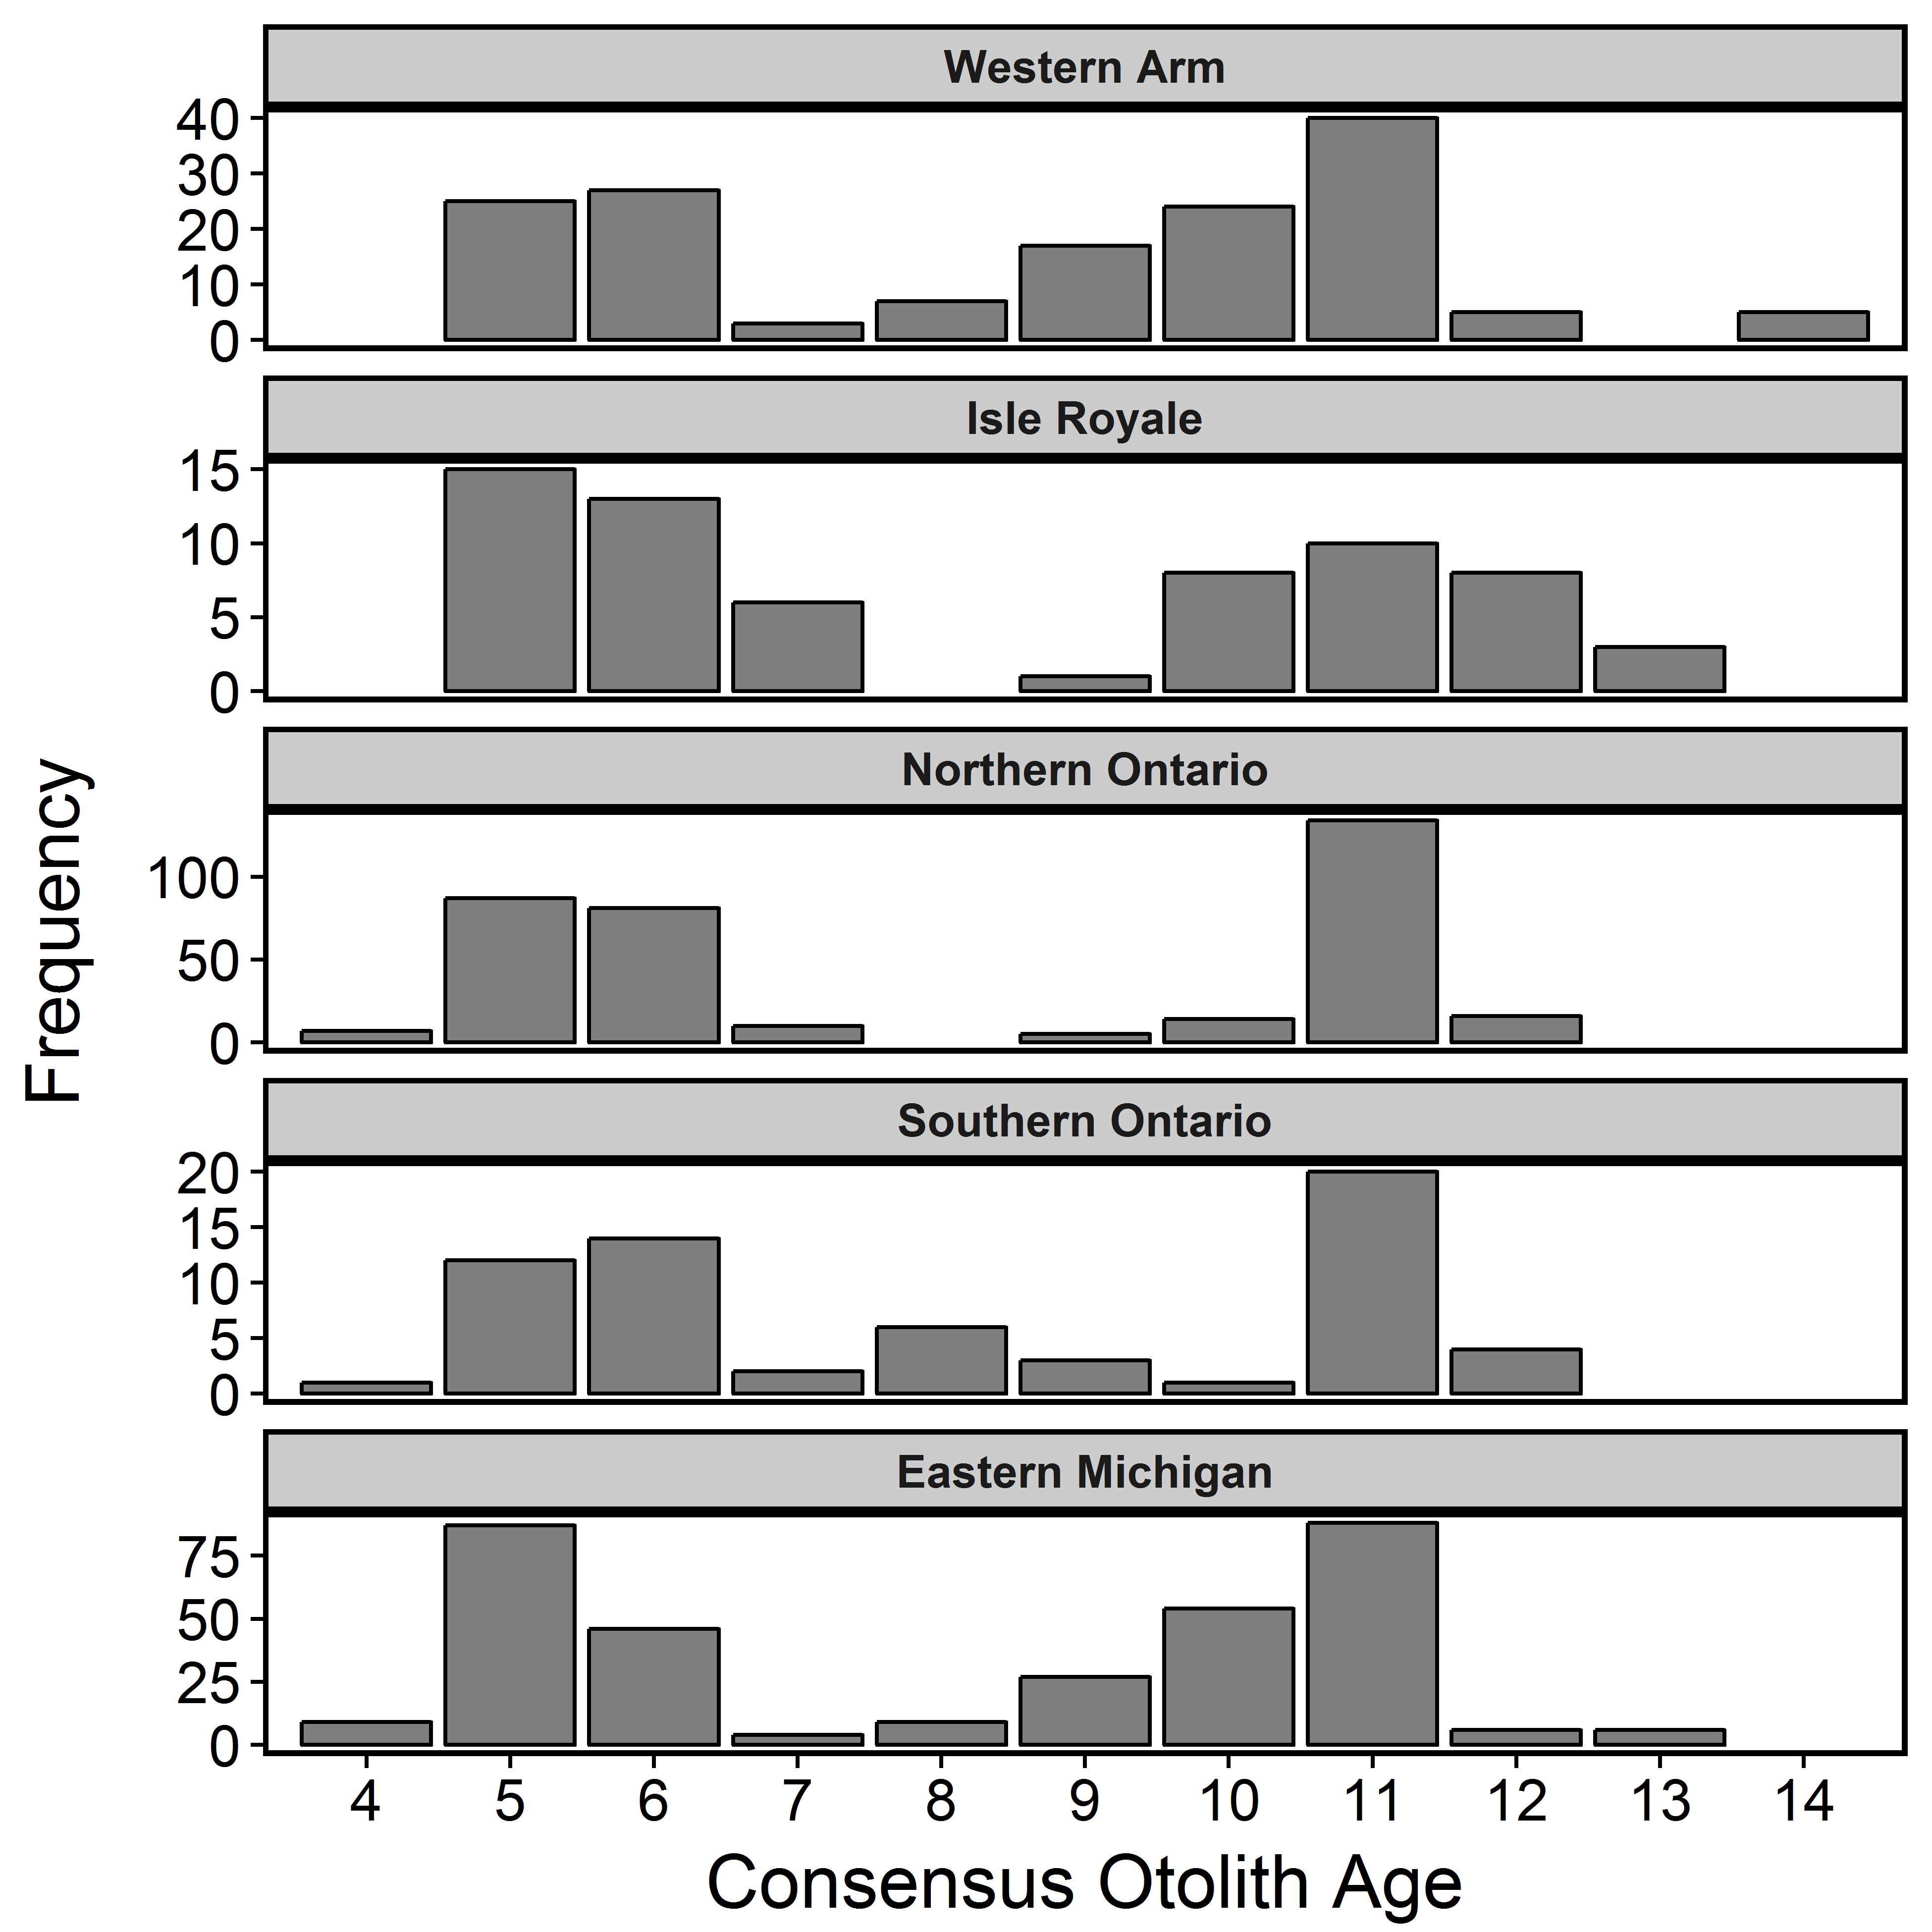 Western Arm
40
30
20
10
0
Isle Royale
15
10
5
0
Northern Ontario
100
50
0
Southern Ontario
20
15
10
5
0
Eastern Michigan
75
50
25
0
4 5 6 7 8 9 10 11 12 13 14
Consensus Otolith Age
Frequency